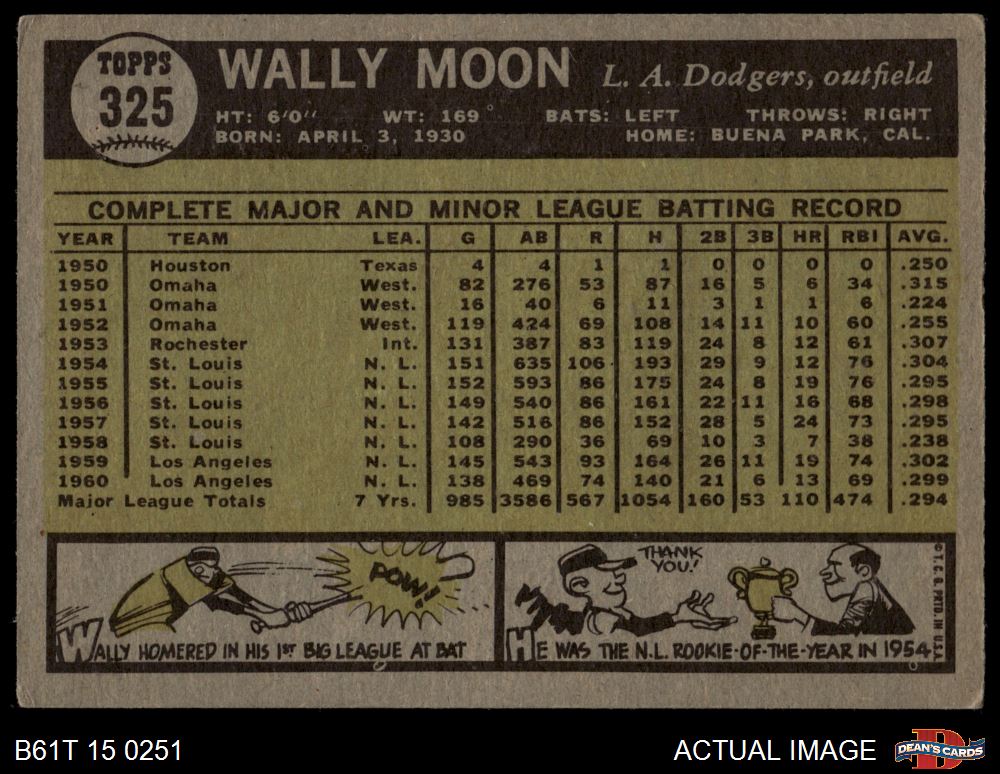 TOPPS
325
WALLY MOON L. A. Dodgers, outfield
HT: 6'0" WT: 169 BATS: LEFT THROWS: RIGHT
BORN: APRIL 3, 1930 HOME: BUENA PARK, CAL.
COMPLETE MAJOR AND MINOR LEAGUE BATTING RECORD
YEAR TEAM LEA. G AB R H 2B 3B HR RBI AVG.
1950 Houston Texas 4 4 1 1 0 0 0 0 .250
1950 Omaha West. 82 276 53 87 16 5 6 34 .315
1951 Omaha West. 16 40 6 11 3 1 1 6 .224
1952 Omaha West. 119 424 69 108 14 11 10 60 .255
1953 Rochester Int. 131 387 83 119 24 8 12 61 .307
1954 St. Louis N. L. 151 635 106 193 29 9 12 76 .304
1955 St. Louis N. L. 152 593 86 175 24 8 19 76 .295
1956 St. Louis N. L. 149 540 86 161 22 11 16 68 .298
1957 St. Louis N. L. 142 516 86 152 28 5 24 73 .295
1958 St. Louis N. L. 108 290 36 69 10 3 7 38 .238
1959 Los Angeles N. L. 145 543 93 164 26 11 19 74 .302
1960 Los Angeles N. L. 138 469 74 140 21 6 13 69 .299
Major League Totals 7 Yrs. 985 3586 567 1054 160 53 110 474 .294
POW!
WALLY HOMERED IN HIS 1ST BIG LEAGUE AT BAT
THANK
YOU!
HE WAS THE N.L. ROOKIE-OF-THE-YEAR IN 1954
© T. C. G. PRTD. IN U.S.A.
B61T 15 0251
ACTUAL IMAGE
DEAN'S CARDS